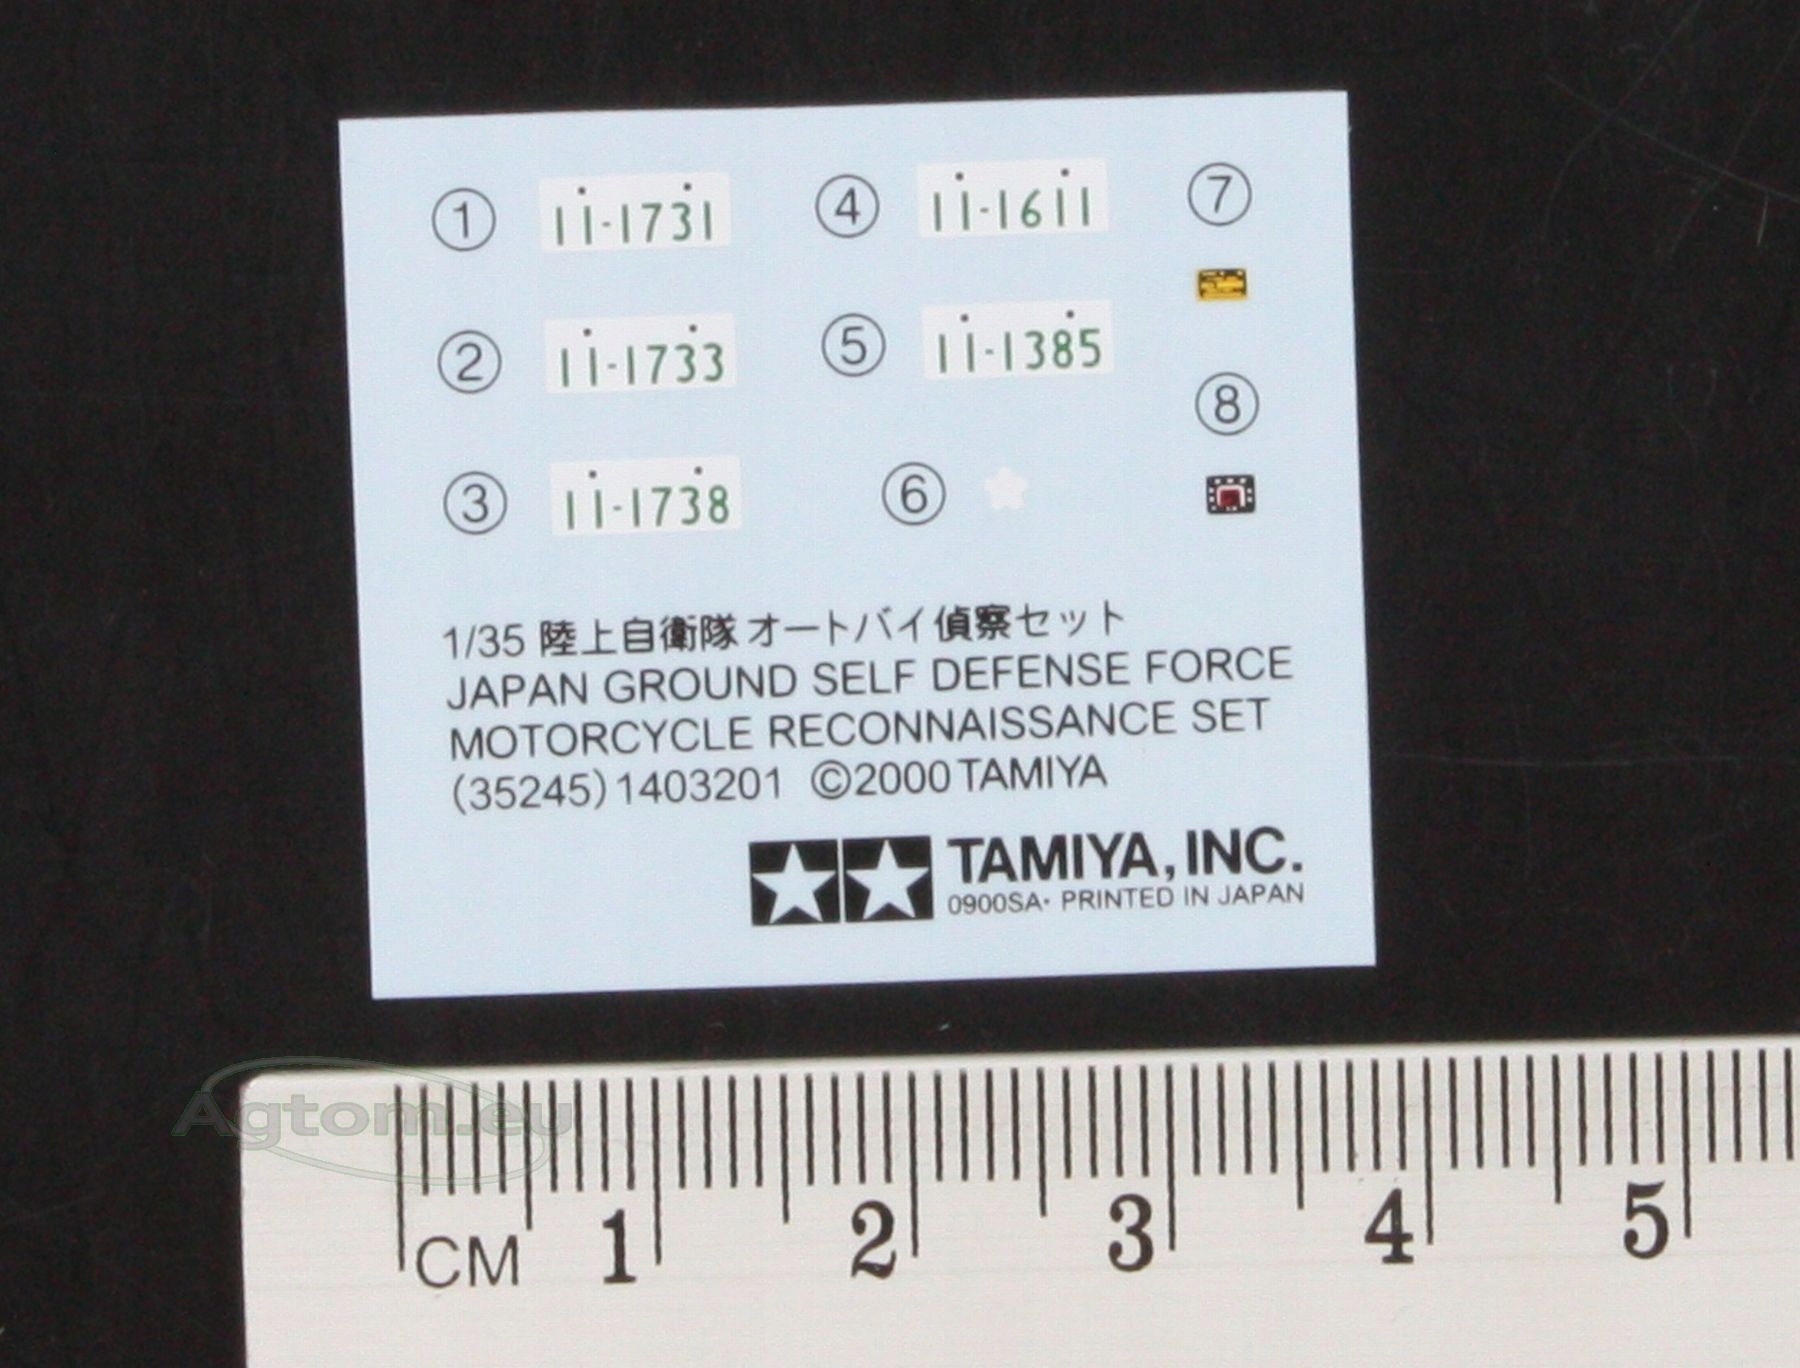 ① 11-1731
④ 11-1611
⑦
② 11-1733
⑤ 11-1385
⑧
③ 11-1738
⑥
1/35 陸上自衛隊オートバイ偵察セット
JAPAN GROUND SELF DEFENSE FORCE
MOTORCYCLE RECONNAISSANCE SET
(35245) 1403201 ©2000 TAMIYA
TAMIYA, INC.
0900SA· PRINTED IN JAPAN
Agtom.eu
CM 1 2 3 4 5